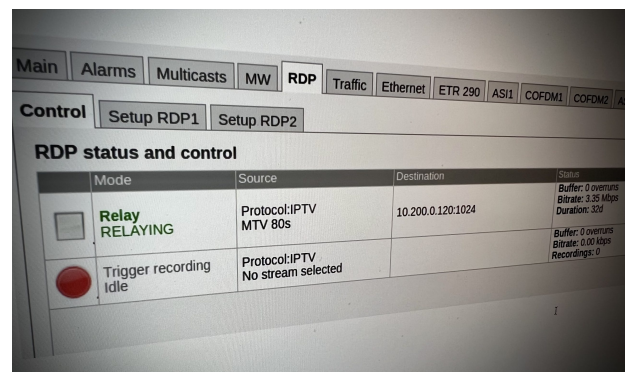 Main Alarms Multicasts MW RDP Traffic Ethernet ETR 290 ASI1 COFDM1 COFDM2
Control Setup RDP1 Setup RDP2
RDP status and control
Mode Source Destination Status
Relay
RELAYING
Protocol:IPTV
MTV 80s
10.200.0.120:1024
Buffer: 0 overruns
Bitrate: 3.35 Mbps
Duration: 32d
Trigger recording
Idle
Protocol:IPTV
No stream selected
Buffer: 0 overruns
Bitrate: 0.00 kbps
Recordings: 0